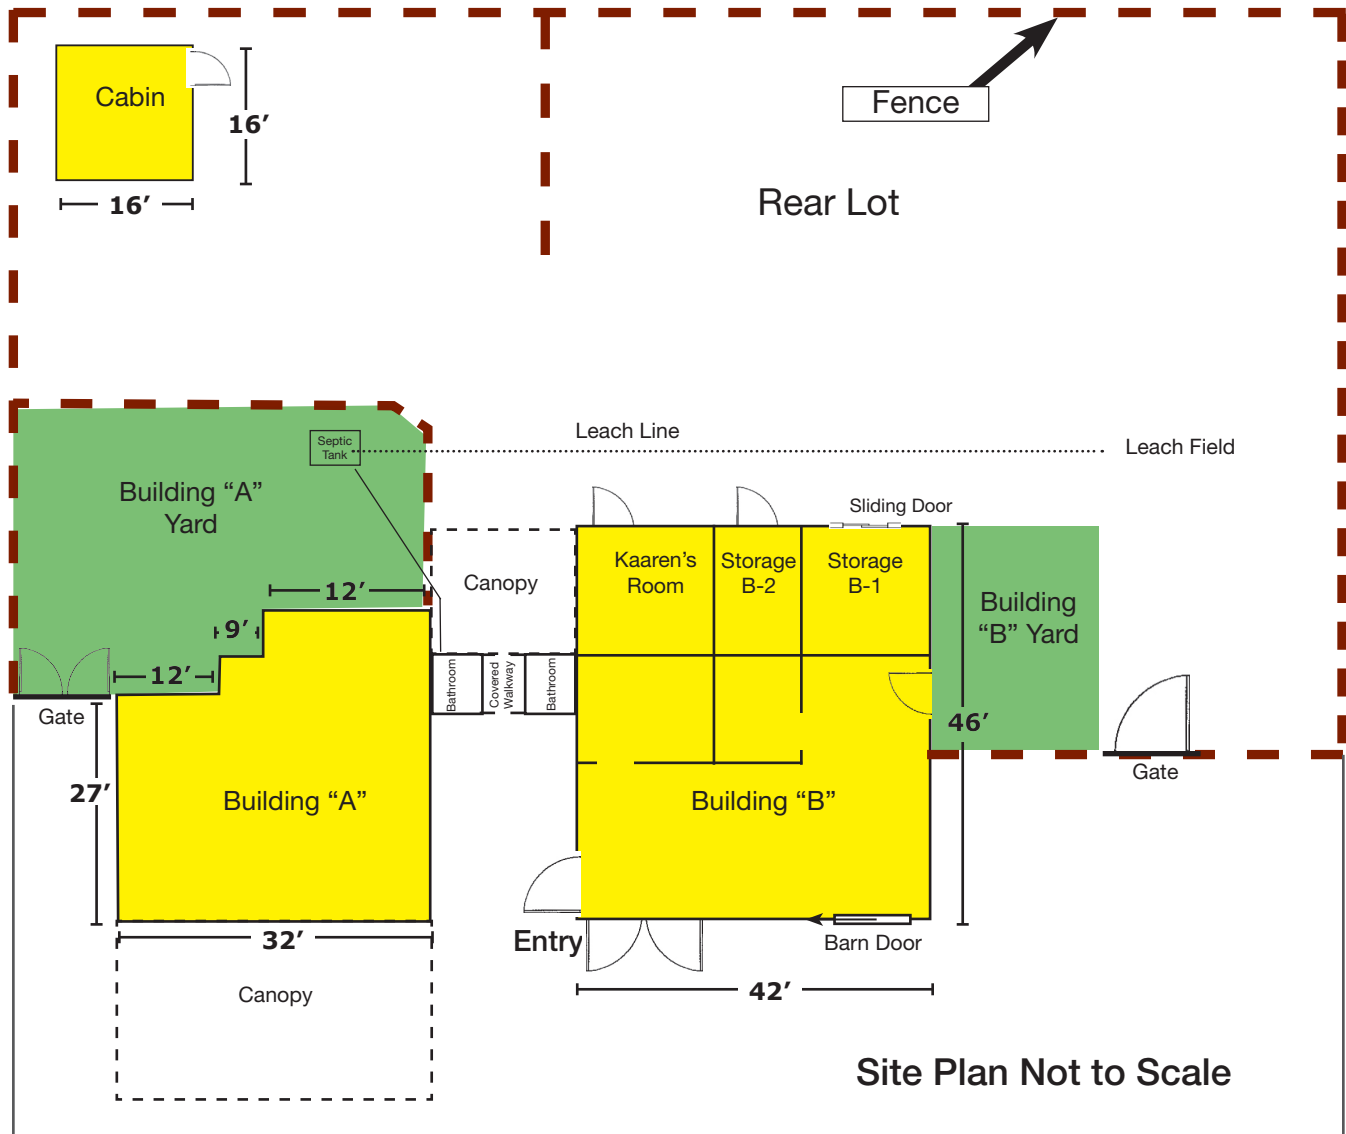 Cabin
16′
16′
Fence
Rear Lot
Septic
Tank
Leach Line
Leach Field
Building “A”
Yard
Sliding Door
Canopy
Kaaren’s
Room
Storage
B-2
Storage
B-1
Building
“B” Yard
12′
9′
12′
Bathroom
Covered
Walkway
Bathroom
Gate
46′
Gate
27′
Building “A”
Building “B”
32′
Entry
Barn Door
42′
Canopy
Site Plan Not to Scale